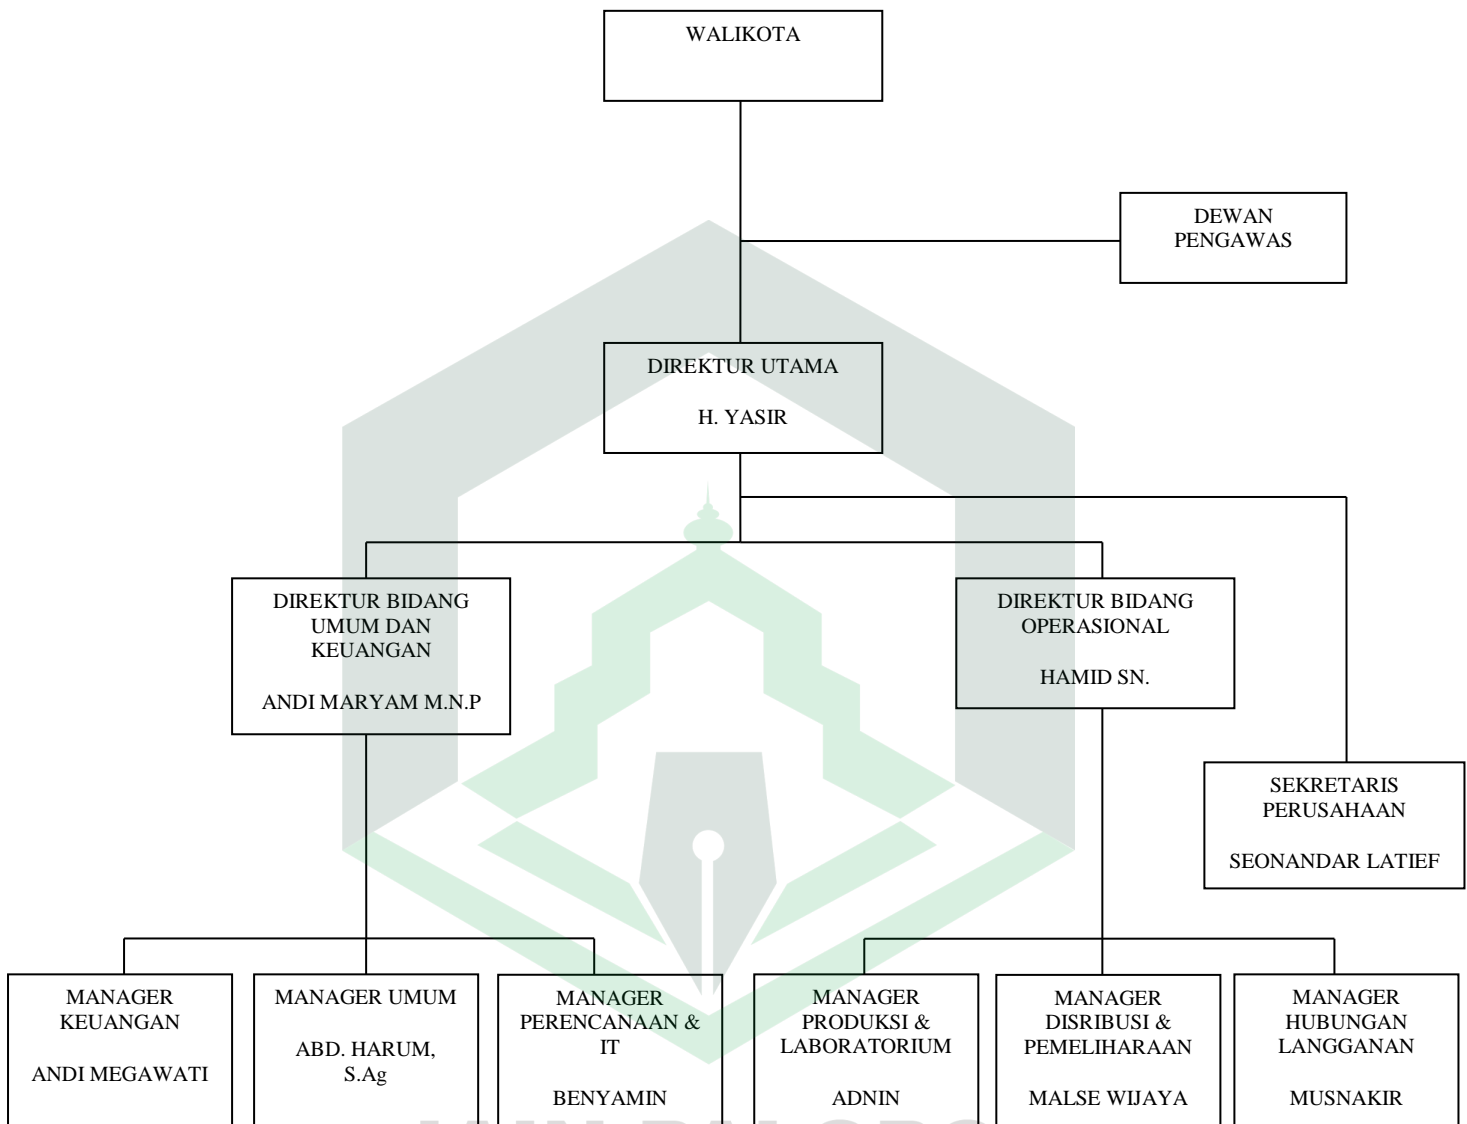 WALIKOTA
DEWAN
PENGAWAS
DIREKTUR UTAMA
H. YASIR
DIREKTUR BIDANG
UMUM DAN
KEUANGAN
ANDI MARYAM M.N.P
DIREKTUR BIDANG
OPERASIONAL
HAMID SN.
SEKRETARIS
PERUSAHAAN
SEONANDAR LATIEF
MANAGER
KEUANGAN
ANDI MEGAWATI
MANAGER UMUM
ABD. HARUM,
S.Ag
MANAGER
PERENCANAAN &
IT
BENYAMIN
MANAGER
PRODUKSI &
LABORATORIUM
ADNIN
MANAGER
DISRIBUSI &
PEMELIHARAAN
MALSE WIJAYA
MANAGER
HUBUNGAN
LANGGANAN
MUSNAKIR